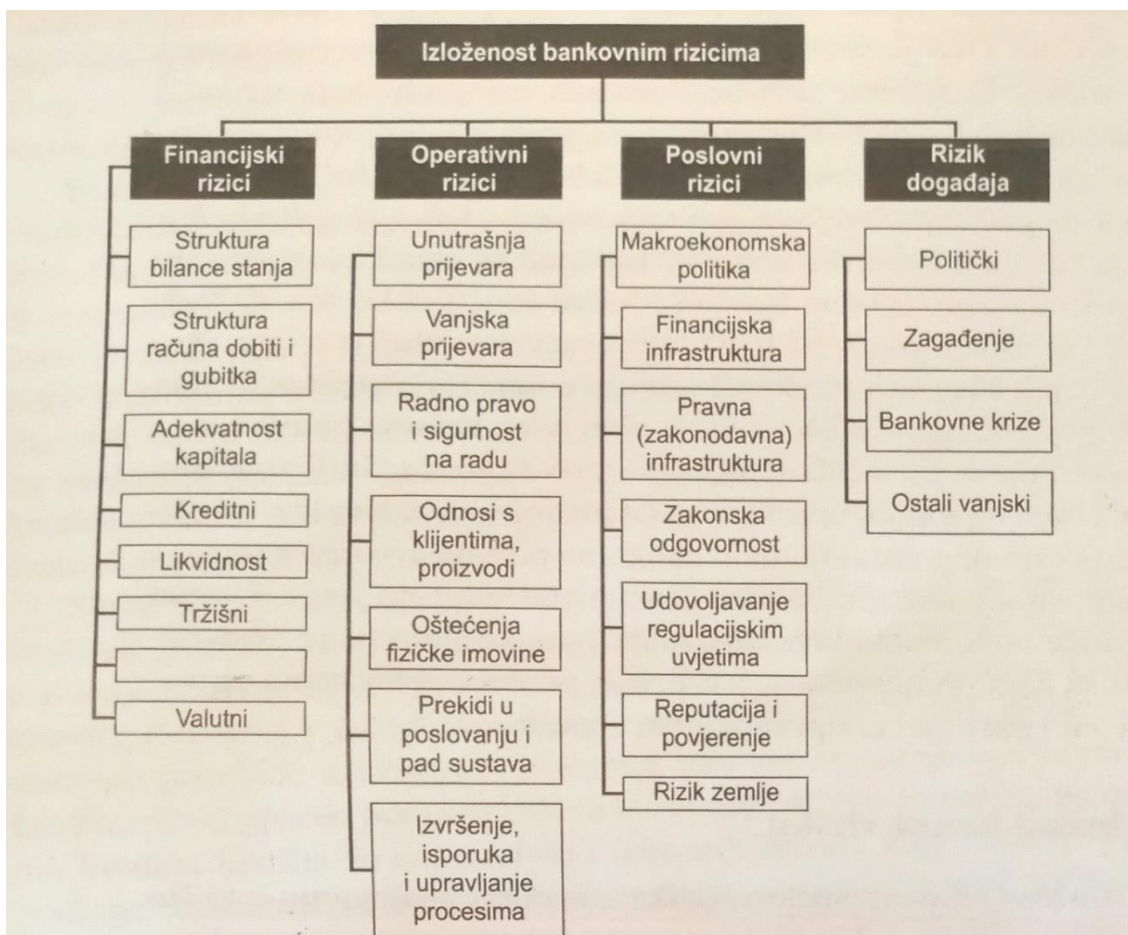 Izloženost bankovnim rizicima
Financijski
rizici
Struktura
bilance stanja
Struktura
računa dobiti i
gubitka
Adekvatnost
kapitala
Kreditni
Likvidnost
Tržišni
Valutni
Operativni
rizici
Unutrašnja
prijevara
Vanjska
prijevara
Radno pravo
i sigurnost
na radu
Odnosi s
klijentima,
proizvodi
Oštećenja
fizičke imovine
Prekidi u
poslovanju i
pad sustava
Izvršenje,
isporuka
i upravljanje
procesima
Poslovni
rizici
Makroekonomska
politika
Financijska
infrastruktura
Pravna
(zakonodavna)
infrastruktura
Zakonska
odgovornost
Udovoljavanje
regulacijskim
uvjetima
Reputacija i
povjerenje
Rizik zemlje
Rizik
događaja
Politički
Zagađenje
Bankovne krize
Ostali vanjski